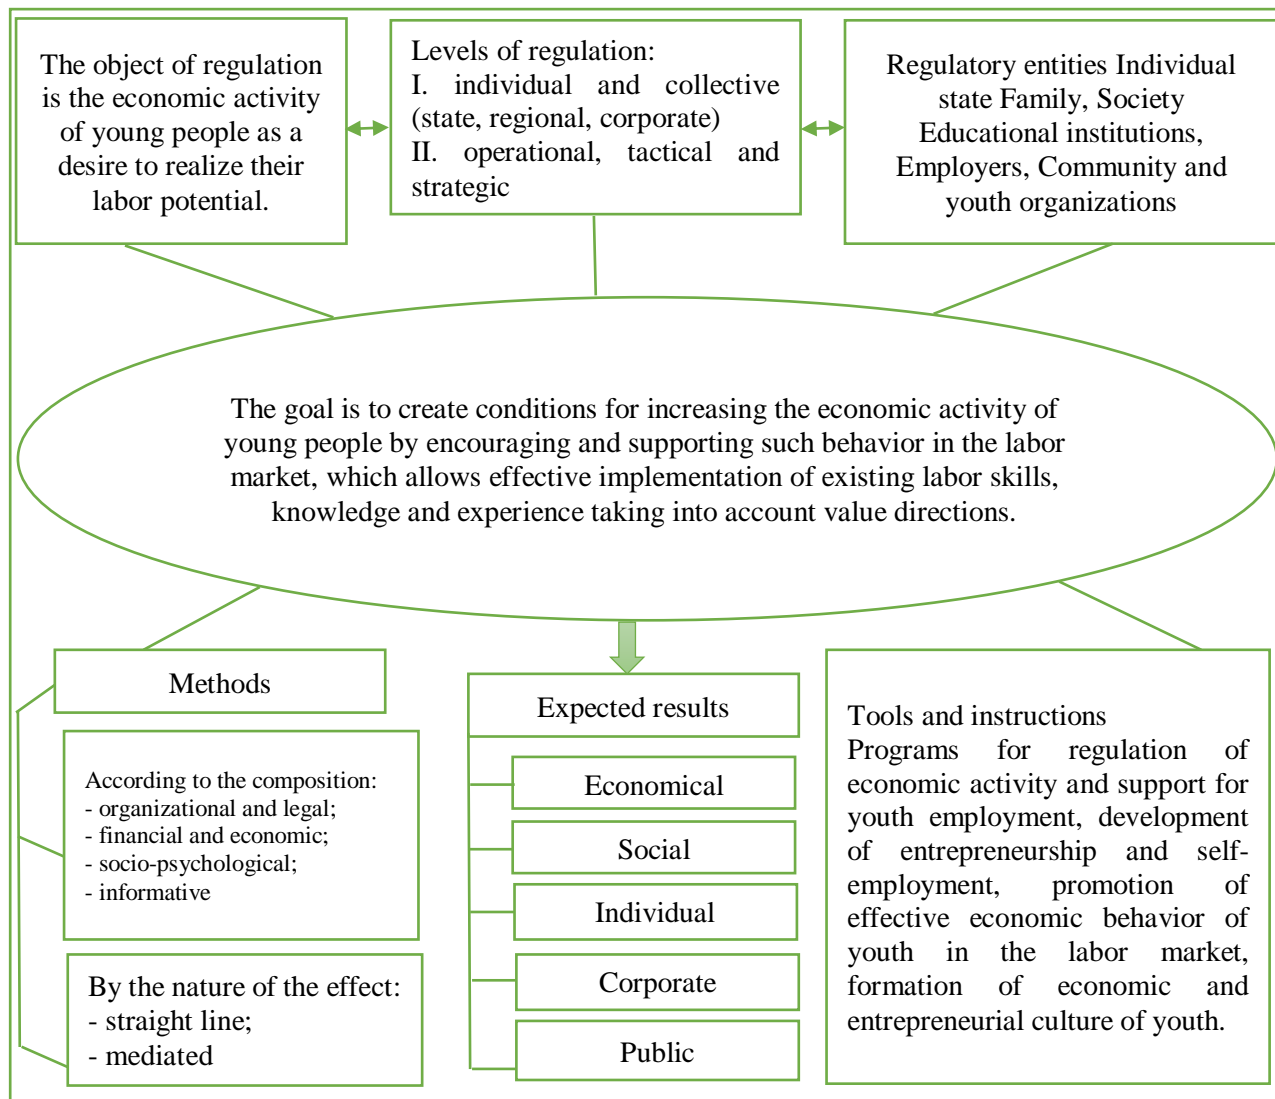 The object of regulation
is the economic activity
of young people as a
desire to realize their
labor potential.
Levels of regulation:
I. individual and collective
(state, regional, corporate)
II. operational, tactical and
strategic
Regulatory entities Individual
state Family, Society
Educational institutions,
Employers, Community and
youth organizations
The goal is to create conditions for increasing the economic activity of
young people by encouraging and supporting such behavior in the labor
market, which allows effective implementation of existing labor skills,
knowledge and experience taking into account value directions.
Methods
According to the composition:
- organizational and legal;
- financial and economic;
- socio-psychological;
- informative
By the nature of the effect:
- straight line;
- mediated
Expected results
Economical
Social
Individual
Corporate
Public
Tools and instructions
Programs for regulation of
economic activity and support for
youth employment, development
of entrepreneurship and self-
employment, promotion of
effective economic behavior of
youth in the labor market,
formation of economic and
entrepreneurial culture of youth.